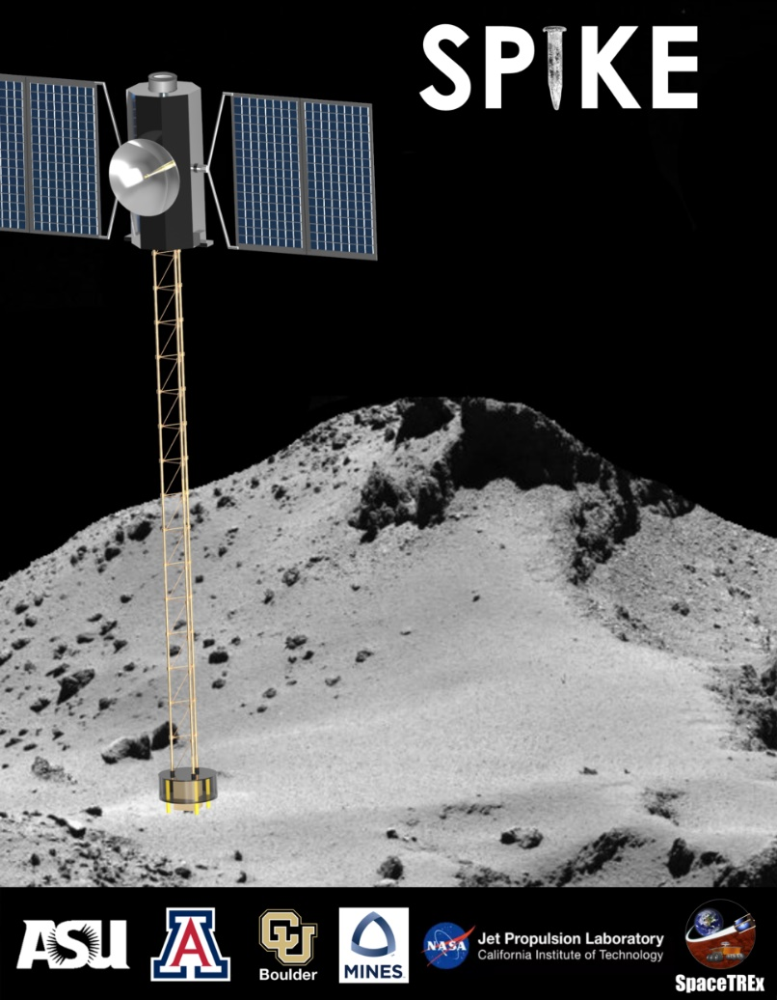 SPIKE
ASU
A
CU
Boulder
MINES
NASA
Jet Propulsion Laboratory
California Institute of Technology
SpaceTREx